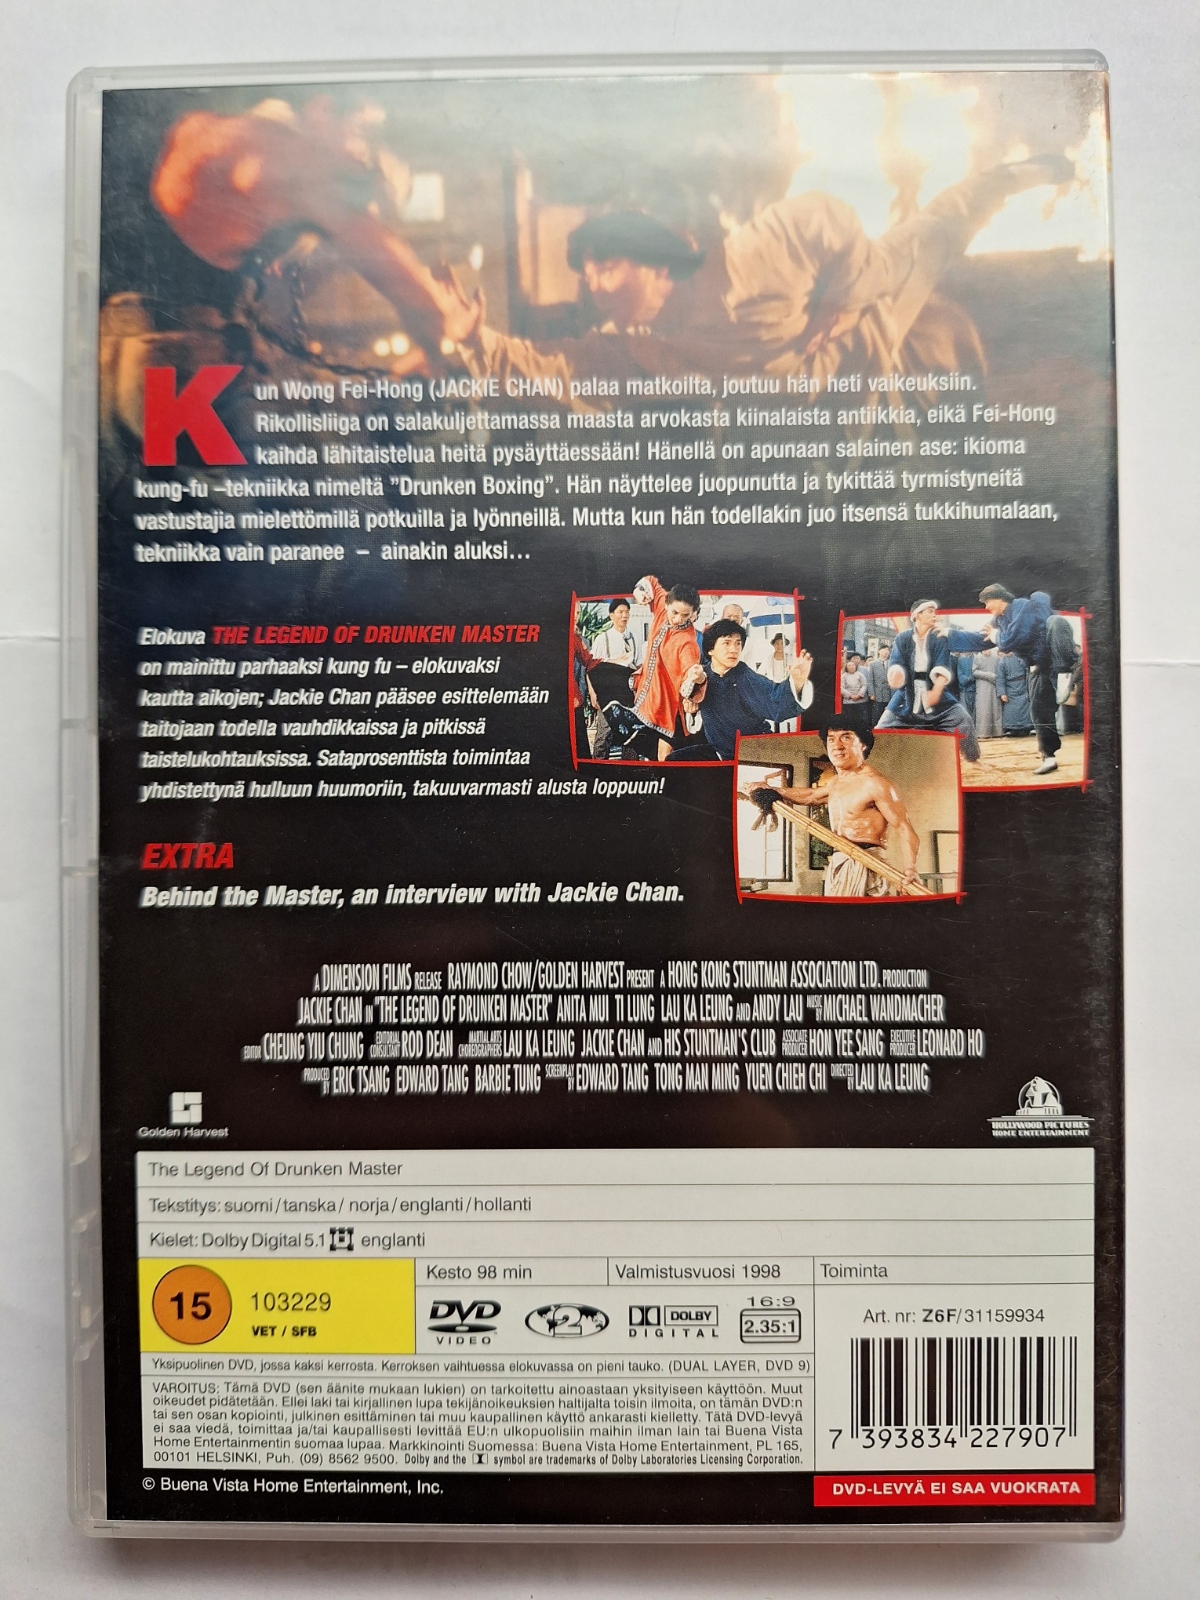 Kun Wong Fei-Hong (JACKIE CHAN) palaa matkoilta, joutuu hän heti vaikeuksiin.
Rikollisliiga on salakuljettamassa maasta arvokasta kiinalaista antiikkia, eikä Fei-Hong
kaihda lähitaistelua heitä pysäyttäessään! Hänellä on apunaan salainen ase: ikioma
kung-fu –tekniikka nimeltä ”Drunken Boxing”. Hän näyttelee juopunutta ja tykittää tyrmistyneitä
vastustajia mielettömillä potkuilla ja lyönneillä. Mutta kun hän todellakin juo itsensä tukkihumalaan,
tekniikka vain paranee – ainakin aluksi...
Elokuva THE LEGEND OF DRUNKEN MASTER
on mainittu parhaaksi kung fu – elokuvaksi
kautta aikojen; Jackie Chan pääsee esittelemään
taitojaan todella vauhdikkaissa ja pitkissä
taistelukohtauksissa. Sataprosenttista toimintaa
yhdistettynä hulluun huumoriin, takuuvarmasti alusta loppuun!
EXTRA
Behind the Master, an interview with Jackie Chan.
A DIMENSION FILMS RELEASE RAYMOND CHOW/GOLDEN HARVEST PRESENT A HONG KONG STUNTMAN ASSOCIATION LTD. PRODUCTION
JACKIE CHAN IN "THE LEGEND OF DRUNKEN MASTER" ANITA MUI TI LUNG LAU KA LEUNG AND ANDY LAU MUSIC BY MICHAEL WANDMACHER
EDITOR CHEUNG YIU CHUNG EDITORIAL CONSULTANT ROD DEAN MARTIAL ARTS CHOREOGRAPHERS LAU KA LEUNG JACKIE CHAN AND HIS STUNTMAN'S CLUB ASSOCIATE PRODUCER HON YEE SANG EXECUTIVE PRODUCER LEONARD HO
PRODUCED BY ERIC TSANG EDWARD TANG BARBIE TUNG SCREENPLAY BY EDWARD TANG TONG MAN MING YUEN CHIEH CHI DIRECTED BY LAU KA LEUNG
Golden Harvest
HOLLYWOOD PICTURES
HOME ENTERTAINMENT
The Legend Of Drunken Master
Tekstitys: suomi/tanska/ norja/englanti/hollanti
Kielet: Dolby Digital 5.1 englanti
15
103229
VET / SFB
Kesto 98 min
Valmistusvuosi 1998
Toiminta
DVD
VIDEO
2
DOLBY
DIGITAL
16:9
2.35:1
Art. nr: Z6F/31159934
Yksipuolinen DVD, jossa kaksi kerrosta. Kerroksen vaihtuessa elokuvassa on pieni tauko. (DUAL LAYER, DVD 9)
VAROITUS: Tämä DVD (sen äänite mukaan lukien) on tarkoitettu ainoastaan yksityiseen käyttöön. Muut
oikeudet pidätetään. Ellei laki tai kirjallinen lupa tekijänoikeuksien haltijalta toisin ilmoita, on tämän DVD:n
tai sen osan kopiointi, julkinen esittäminen tai muu kaupallinen käyttö ankarasti kielletty. Tätä DVD-levyä
ei saa viedä, toimittaa ja/tai kaupallisesti levittää EU:n ulkopuolisiin maihin ilman lain tai Buena Vista
Home Entertainmentin suomaa lupaa. Markkinointi Suomessa: Buena Vista Home Entertainment, PL 165,
00101 HELSINKI, Puh. (09) 8562 9500. Dolby and the symbol are trademarks of Dolby Laboratories Licensing Corporation.
7 393834 227907
© Buena Vista Home Entertainment, Inc.
DVD-LEVYÄ EI SAA VUOKRATA